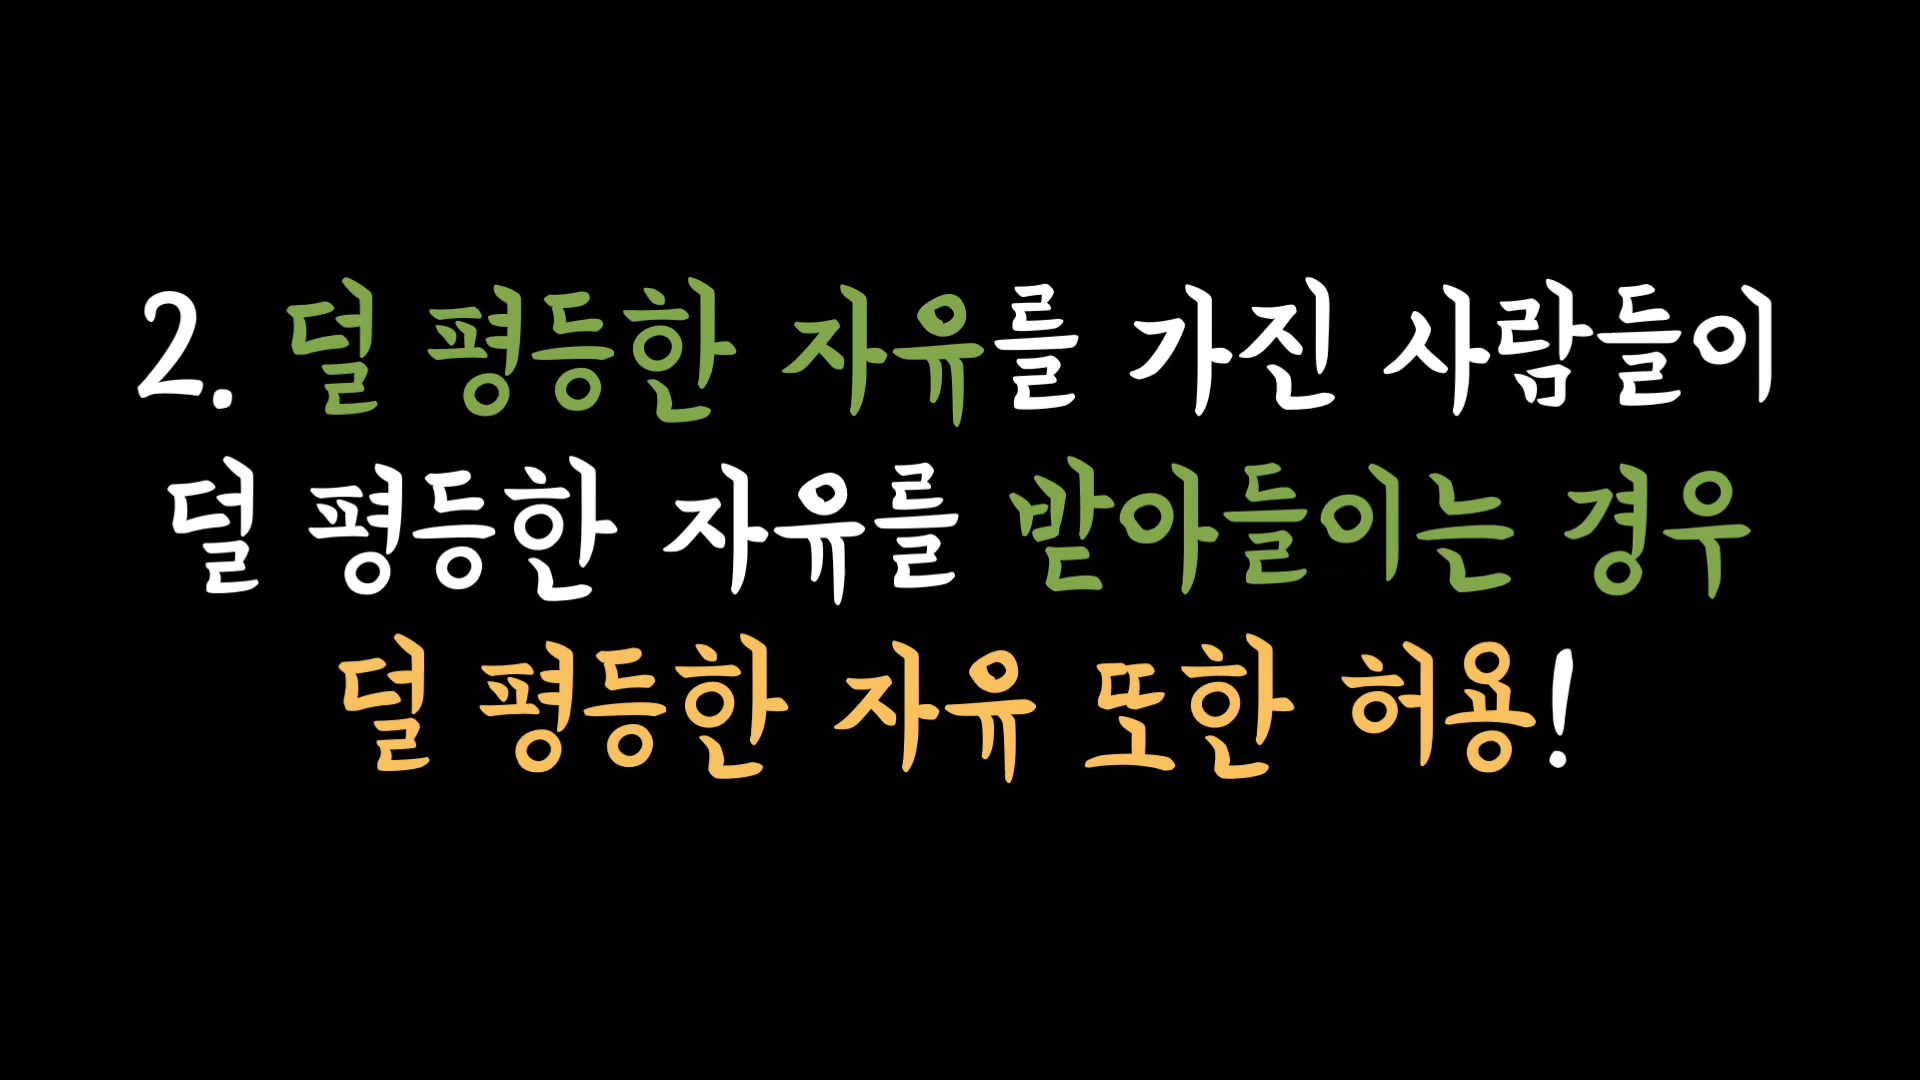 2. 덜 평등한 자유를 가진 사람들이
덜 평등한 자유를 받아들이는 경우
덜 평등한 자유 또한 허용!